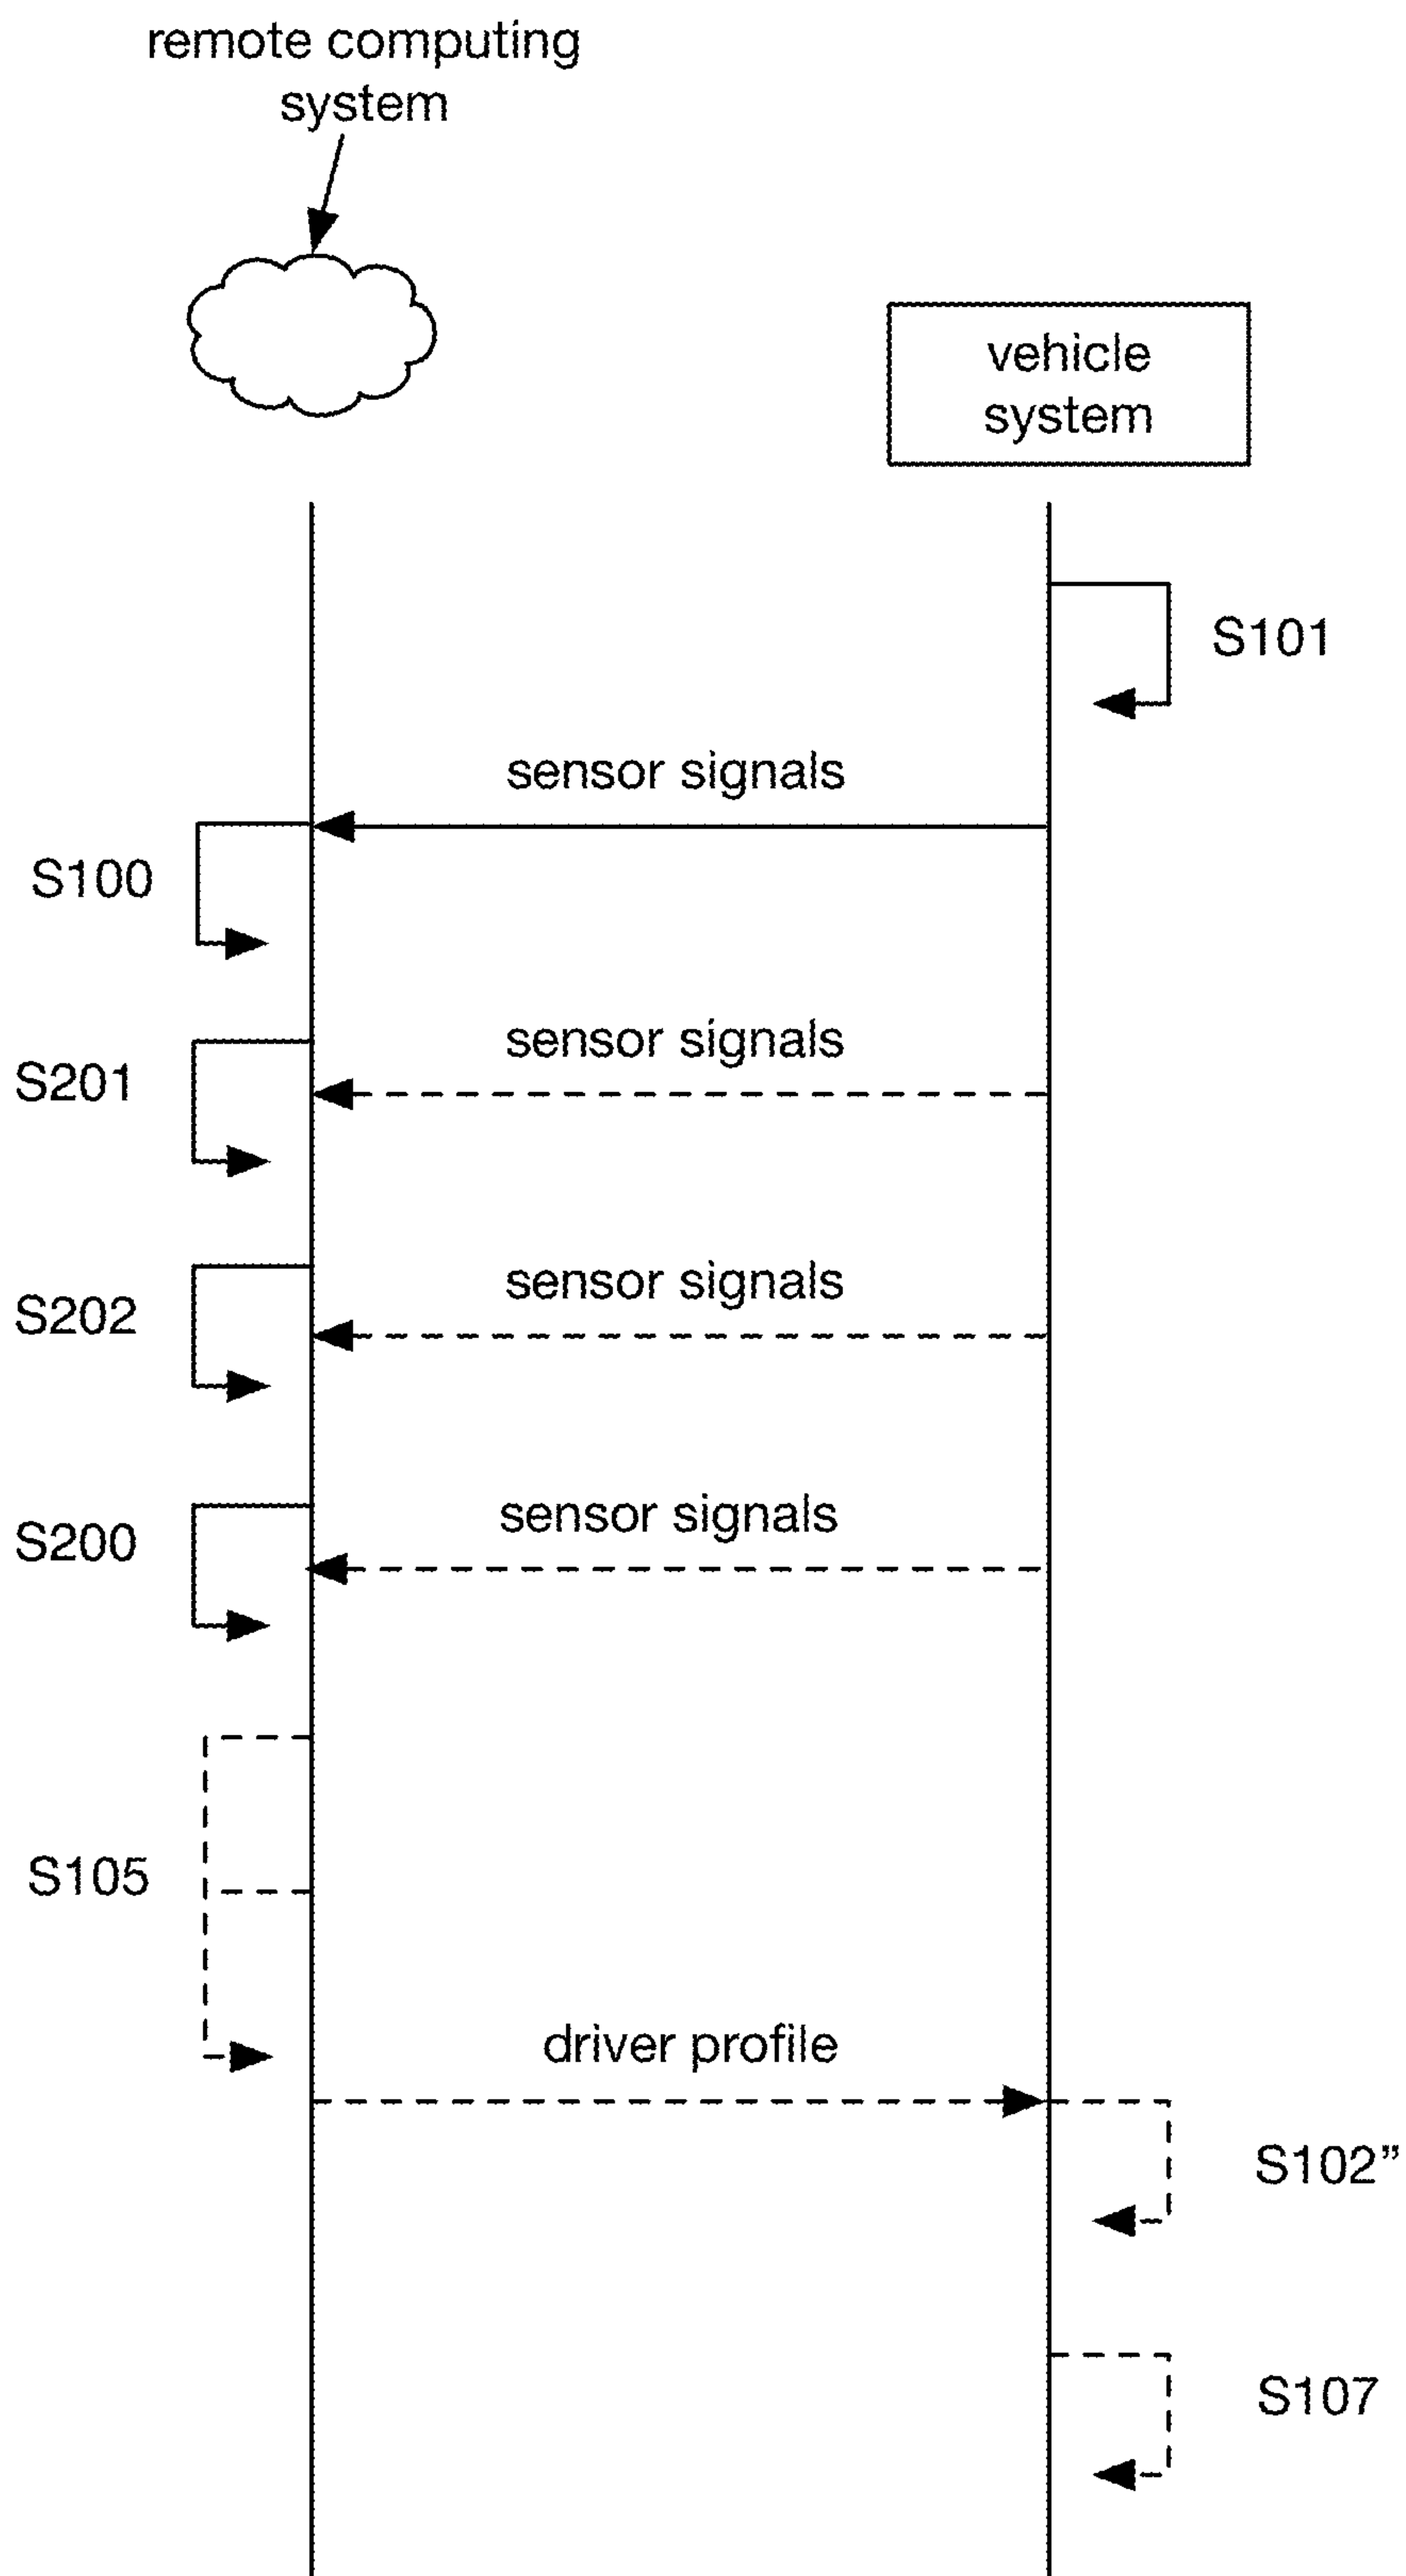 remote computing
system
vehicle
system
S101
sensor signals
S100
sensor signals
S201
sensor signals
S202
sensor signals
S200
S105
driver profile
S102”
S107